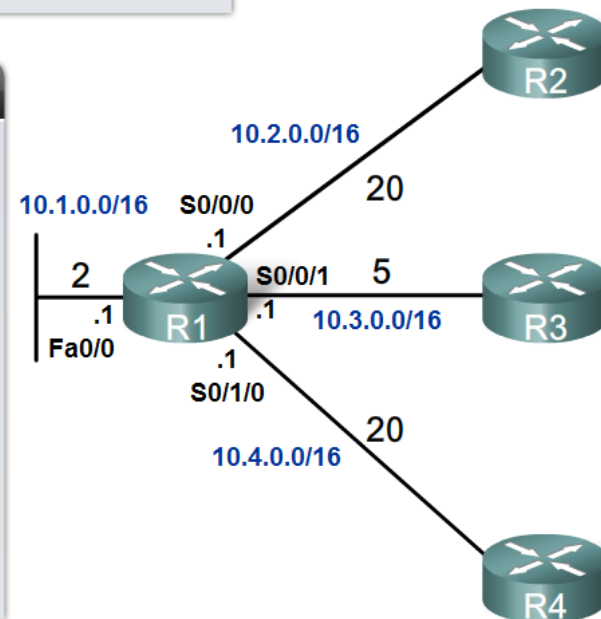 R2
10.2.0.0/16
20
10.1.0.0/16 S0/0/0
.1
2 S0/0/1 5
.1 R1 .1 10.3.0.0/16 R3
Fa0/0 .1
S0/1/0
20
10.4.0.0/16
R4